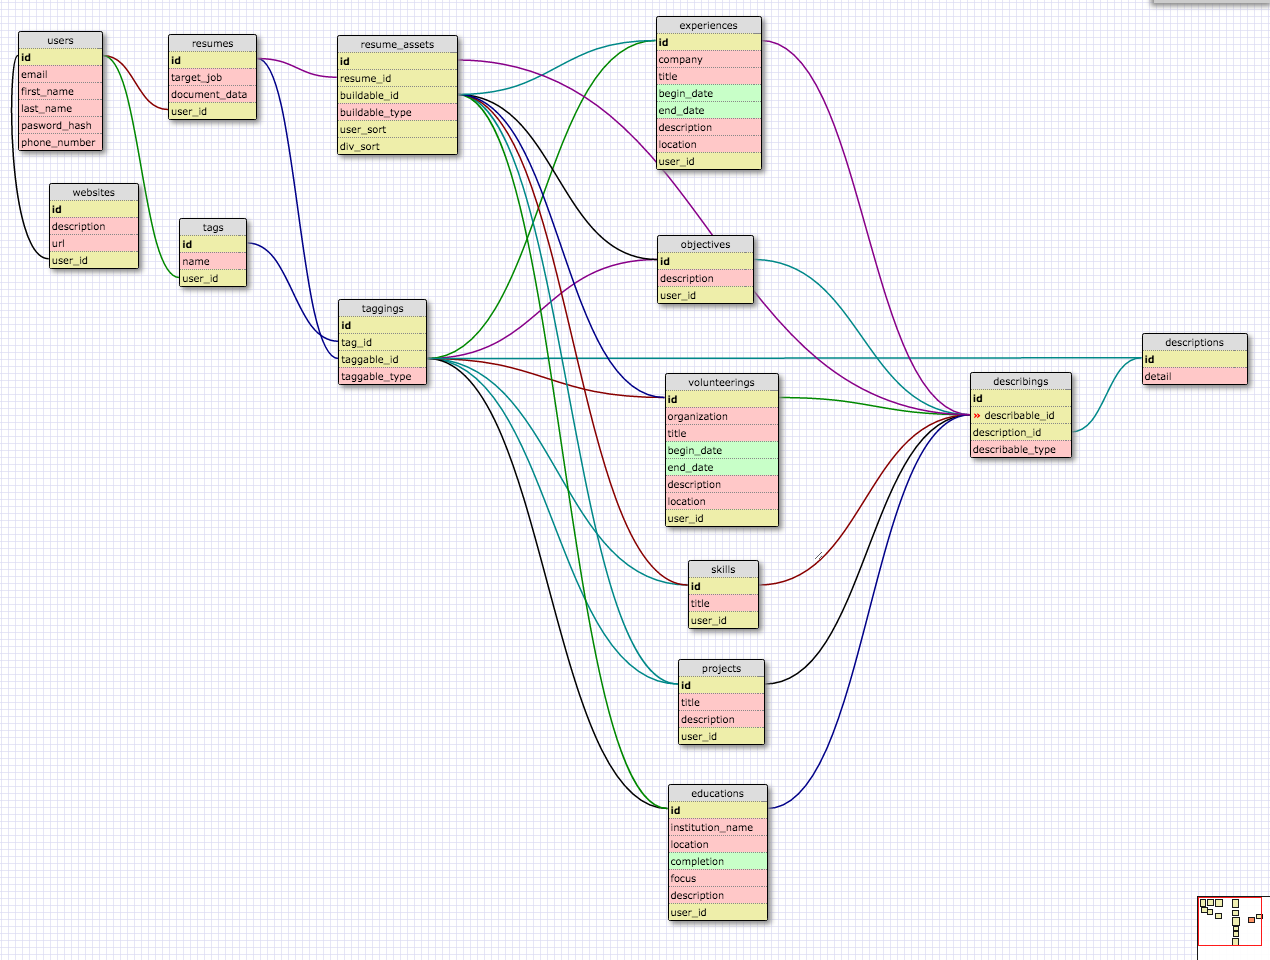 users
id
email
first_name
last_name
pasword_hash
phone_number
resumes
id
target_job
document_data
user_id
resume_assets
id
resume_id
buildable_id
buildable_type
user_sort
div_sort
experiences
id
company
title
begin_date
end_date
description
location
user_id
websites
id
description
url
user_id
tags
id
name
user_id
objectives
id
description
user_id
taggings
id
tag_id
taggable_id
taggable_type
descriptions
id
detail
volunteerings
id
organization
title
begin_date
end_date
description
location
user_id
describings
id
» describable_id
description_id
describable_type
skills
id
title
user_id
projects
id
title
description
user_id
educations
id
institution_name
location
completion
focus
description
user_id